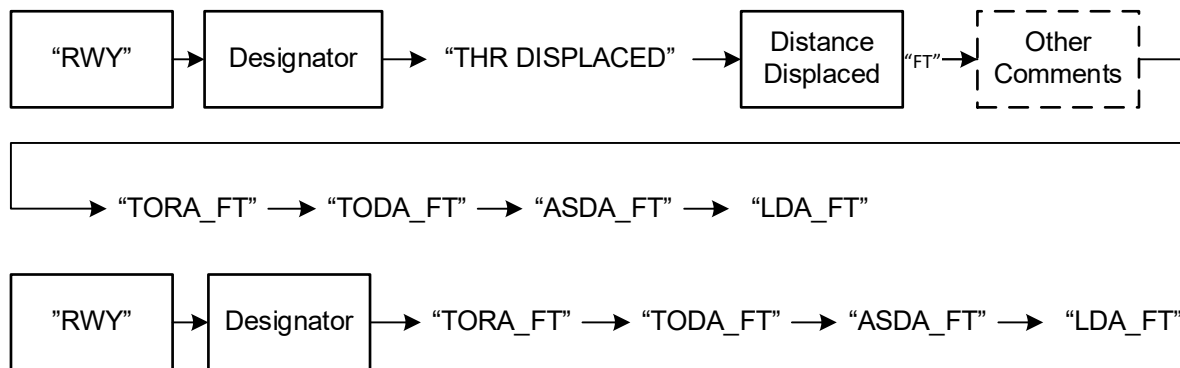 “RWY” Designator “THR DISPLACED” Distance Displaced “FT” Other Comments
“TORA_FT” “TODA_FT” “ASDA_FT” “LDA_FT”
”RWY” Designator “TORA_FT” “TODA_FT” “ASDA_FT” “LDA_FT”